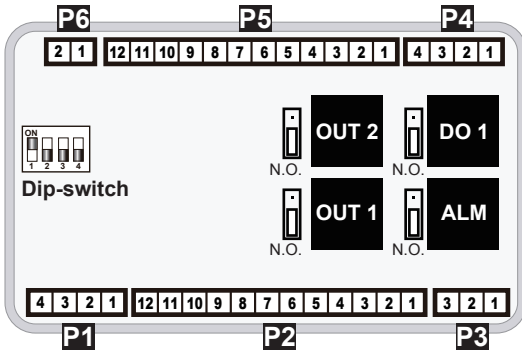 P6 P5 P4
2 1 12 11 10 9 8 7 6 5 4 3 2 1 4 3 2 1
ON
1 2 3 4
Dip-switch
OUT 2 DO 1
N.O. N.O.
OUT 1 ALM
N.O. N.O.
4 3 2 1 12 11 10 9 8 7 6 5 4 3 2 1 3 2 1
P1 P2 P3